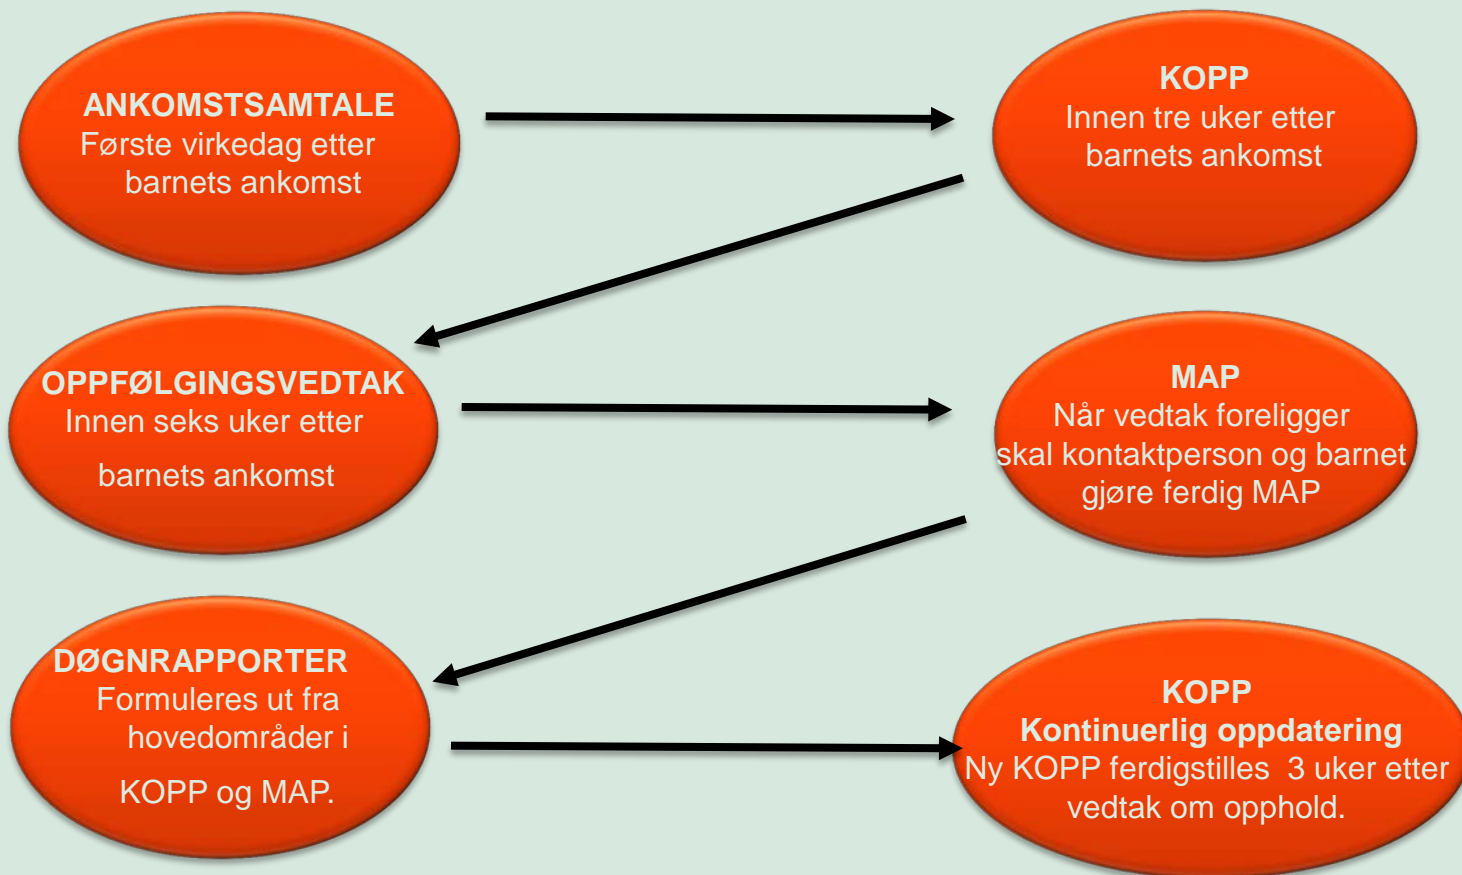 ANKOMSTSAMTALE
Første virkedag etter
barnets ankomst
KOPP
Innen tre uker etter
barnets ankomst
OPPFØLGINGSVEDTAK
Innen seks uker etter
barnets ankomst
MAP
Når vedtak foreligger
skal kontaktperson og barnet
gjøre ferdig MAP
DØGNRAPPORTER
Formuleres ut fra
hovedområder i
KOPP og MAP.
KOPP
Kontinuerlig oppdatering
Ny KOPP ferdigstilles 3 uker etter
vedtak om opphold.